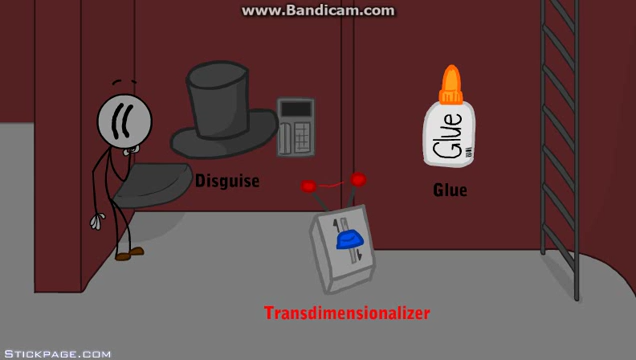 www.Bandicam.com
Glue
Disguise
Glue
Transdimensionalizer
STICKPAGE.COM